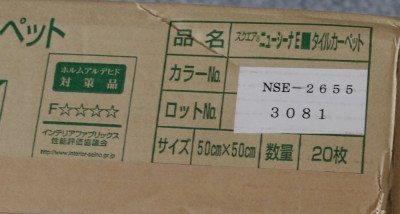 ペット
ホルムアルデヒド
対策品
F☆☆☆☆
インテリアファブリックス
性能評価協議会
品名 スクエア ニューシーナE■タイルカーペット
カラーNo. NSE-2655
ロットNo. 3081
サイズ 50cm×50cm 数量 20枚